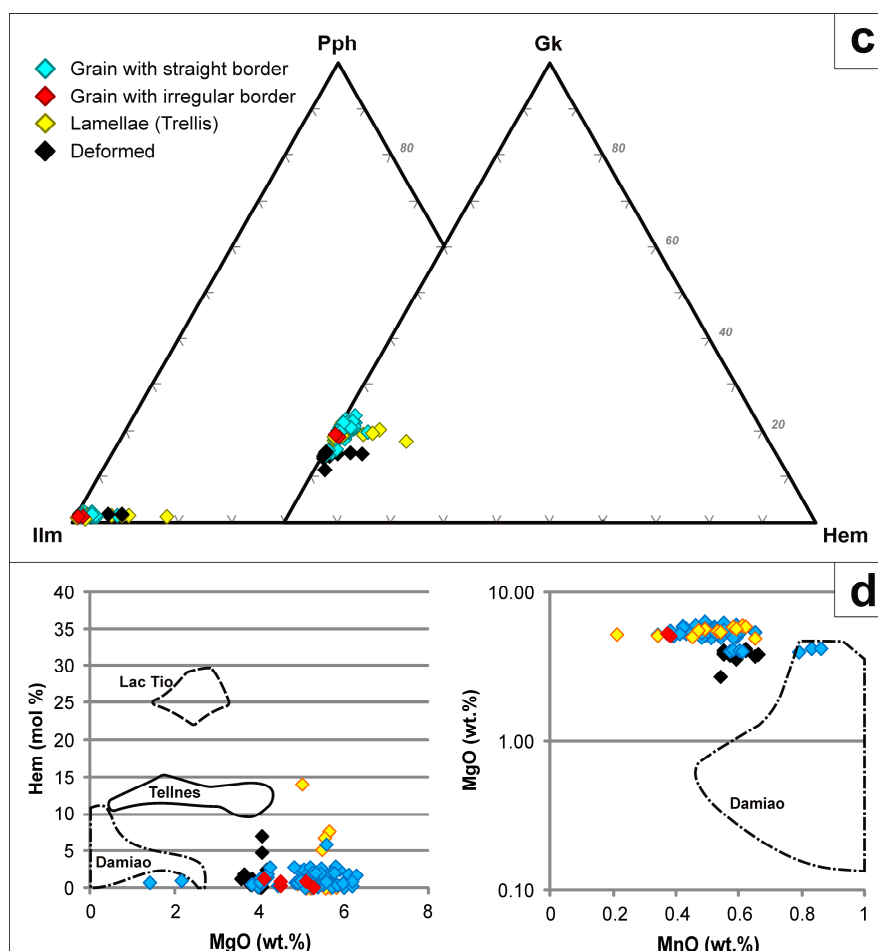 c
Pph
Gk
Grain with straight border
Grain with irregular border
Lamellae (Trellis)
Deformed
80
80
60
40
20
Ilm
Hem
d
40
35
30
25
20
15
10
5
0
Hem (mol %)
Lac Tio
Tellnes
Damiao
0
2
4
6
8
MgO (wt.%)
10.00
1.00
0.10
MgO (wt.%)
Damiao
0
0.2
0.4
0.6
0.8
1
MnO (wt.%)